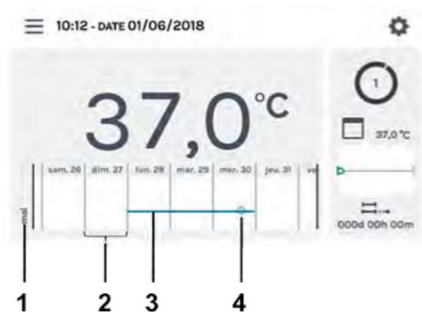 10:12 - DATE 01/06/2018
37,0°C
1
37,0 °C
sam. 26 dim. 27 lun. 28 mar. 29 mer. 30 jeu. 31 ve
000d 00h 00m
1 2 3 4